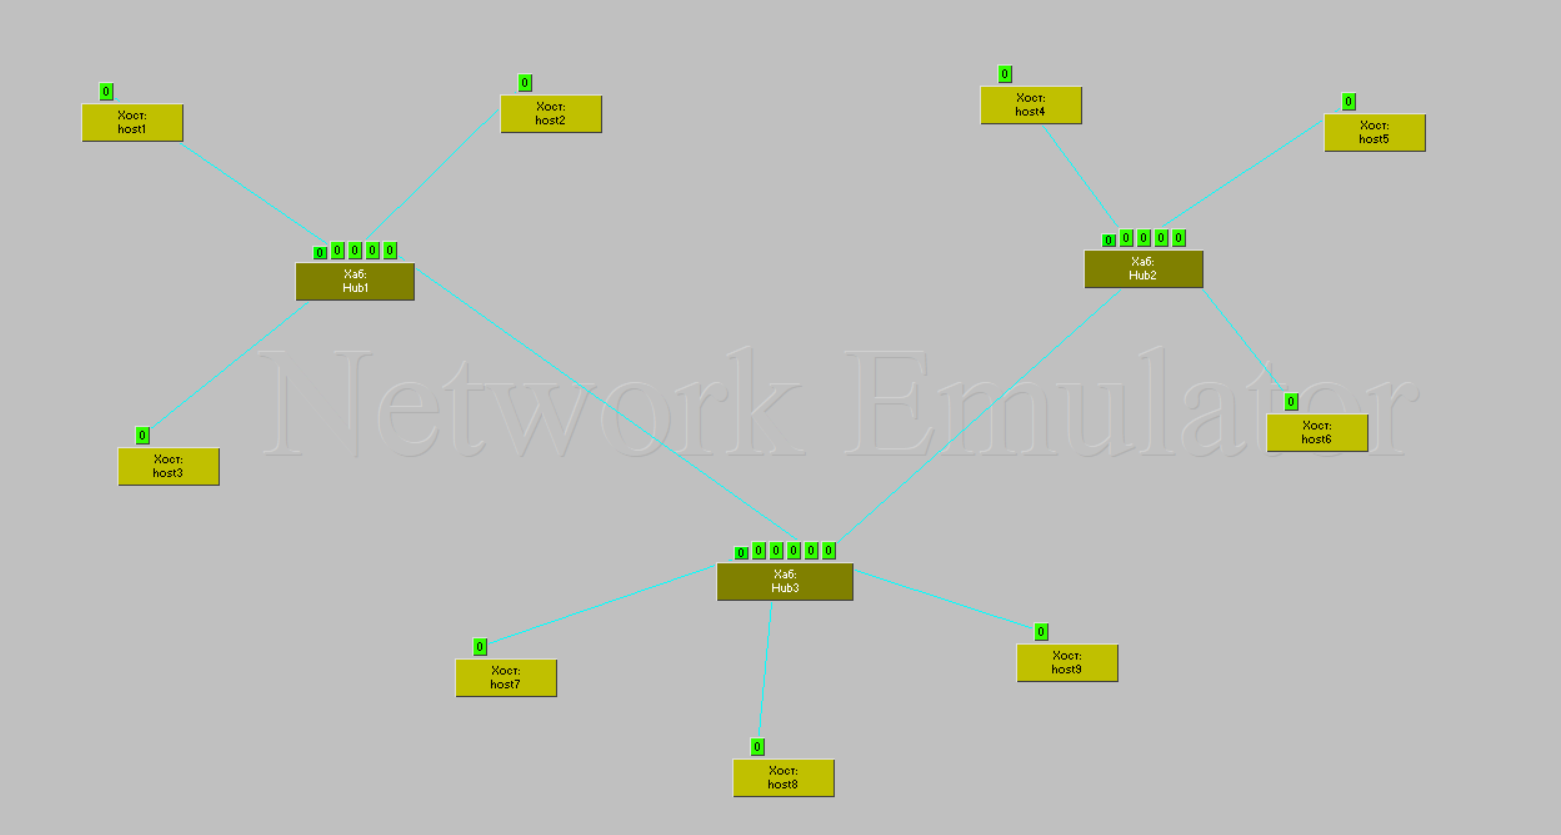 0
Хост:
host1
0
Хост:
host2
0
Хост:
host4
0
Хост:
host5
0 0 0 0 0
Хаб:
Hub1
0 0 0 0 0
Хаб:
Hub2
Network Emulator
0
Хост:
host3
0
Хост:
host6
0 0 0 0 0 0
Хаб:
Hub3
0
Хост:
host7
0
Хост:
host9
0
Хост:
host8